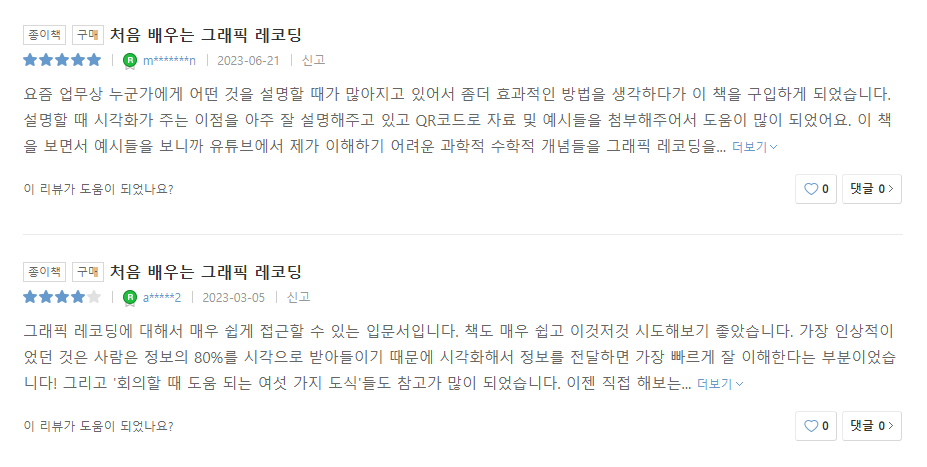 종이책 구매 처음 배우는 그래픽 레코딩
R m*******n 2023-06-21 신고
요즘 업무상 누군가에게 어떤 것을 설명할 때가 많아지고 있어서 좀더 효과적인 방법을 생각하다가 이 책을 구입하게 되었습니다.
설명할 때 시각화가 주는 이점을 아주 잘 설명해주고 있고 QR코드로 자료 및 예시들을 첨부해주어서 도움이 많이 되었어요. 이 책
을 보면서 예시들을 보니까 유튜브에서 제가 이해하기 어려운 과학적 수학적 개념들을 그래픽 레코딩을... 더보기
이 리뷰가 도움이 되었나요? 0 댓글 0
종이책 구매 처음 배우는 그래픽 레코딩
R a*****2 2023-03-05 신고
그래픽 레코딩에 대해서 매우 쉽게 접근할 수 있는 입문서입니다. 책도 매우 쉽고 이것저것 시도해보기 좋았습니다. 가장 인상적이
었던 것은 사람은 정보의 80%를 시각으로 받아들이기 때문에 시각화해서 정보를 전달하면 가장 빠르게 잘 이해한다는 부분이었습
니다! 그리고 '회의할 때 도움 되는 여섯 가지 도식'들도 참고가 많이 되었습니다. 이젠 직접 해보는... 더보기
이 리뷰가 도움이 되었나요? 0 댓글 0